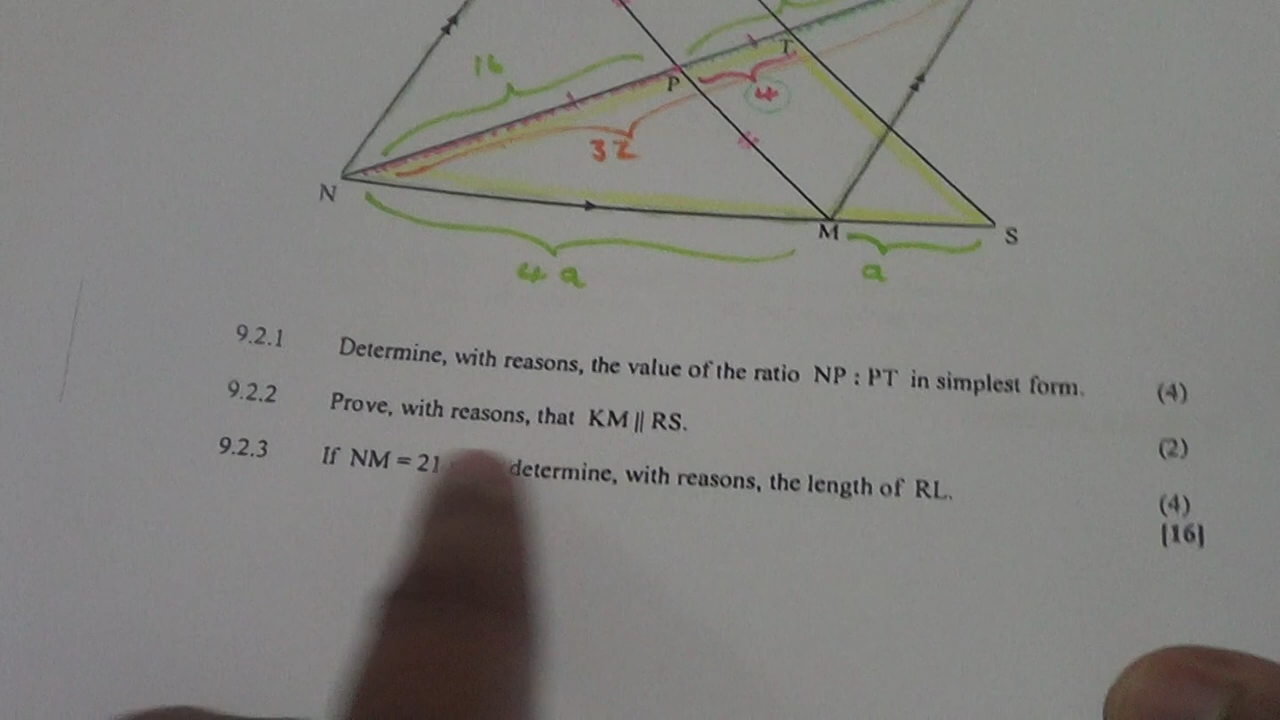 16
T
P
4
32
N
M
S
4a
a
9.2.1 Determine, with reasons, the value of the ratio NP : PT in simplest form. (4)
9.2.2 Prove, with reasons, that KM || RS. (2)
9.2.3 If NM = 21 determine, with reasons, the length of RL. (4)
[16]